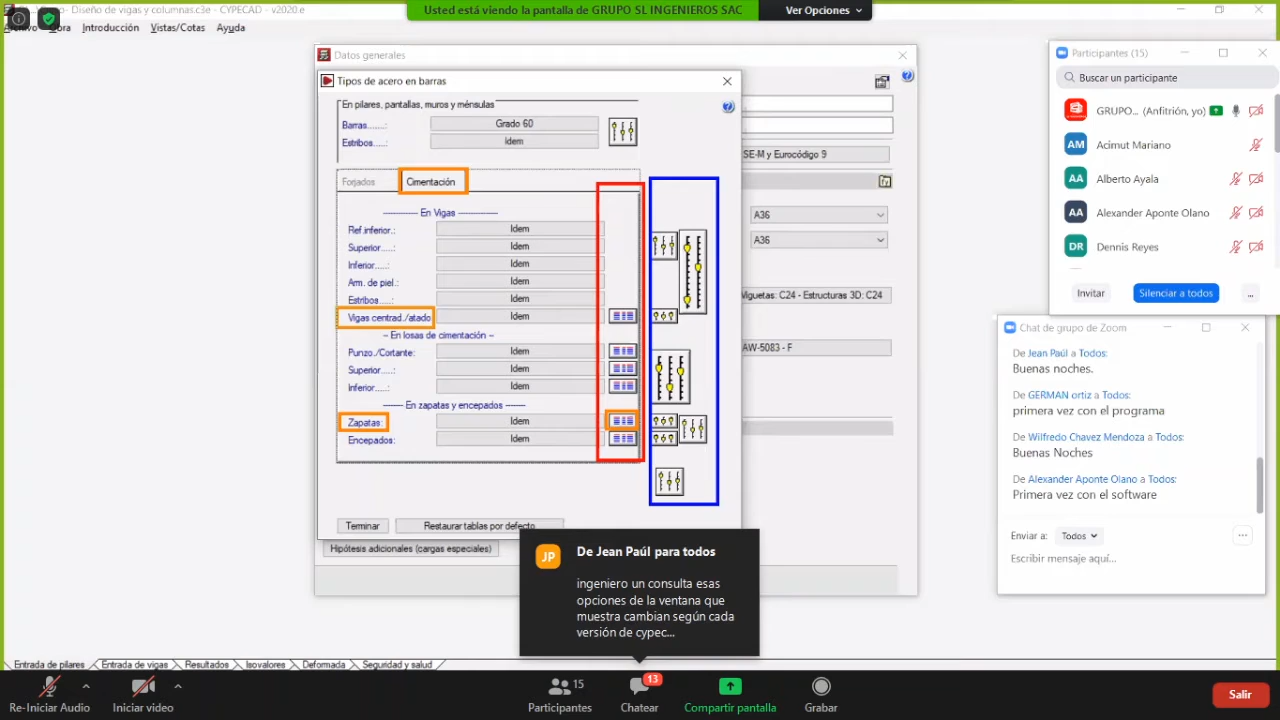 Diseño de vigas y columnas.c3e - CYPECAD - v2020.e
Usted está viendo la pantalla de GRUPO SL INGENIEROS SAC
Ver Opciones
Obra
Introducción
Vistas/Cotas
Ayuda
Datos generales
Tipos de acero en barras
En pilares, pantallas, muros y ménsulas
Barras.......:
Grado 60
Estribos.....:
Idem
Forjados
Cimentación
En Vigas
Ref.inferior.:
Idem
Superior.....:
Idem
Inferior.....:
Idem
Arm. de piel.:
Idem
Estribos.....:
Idem
Vigas centrad./atado
Idem
-- En losas de cimentación --
Punzo./Cortante:
Idem
Superior.....:
Idem
Inferior.....:
Idem
En zapatas y encepados
Zapatas:
Idem
Encepados:
Idem
Terminar
Restaurar tablas por defecto
Hipótesis adicionales (cargas especiales)
SE-M y Eurocódigo 9
A36
A36
Viguetas: C24 - Estructuras 3D: C24
AW-5083 - F
Participantes (15)
Buscar un participante
GRUPO... (Anfitrión, yo)
AM
Acimut Mariano
AA
Alberto Ayala
AA
Alexander Aponte Olano
DR
Dennis Reyes
Invitar
Silenciar a todos
...
Chat de grupo de Zoom
De Jean Paúl a Todos:
Buenas noches.
De GERMAN ortiz a Todos:
primera vez con el programa
De Wilfredo Chavez Mendoza a Todos:
Buenas Noches
De Alexander Aponte Olano a Todos:
Primera vez con el software
Enviar a:
Todos
...
Escribir mensaje aquí...
JP
De Jean Paúl para todos
ingeniero un consulta esas
opciones de la ventana que
muestra cambian según cada
versión de cypec...
Entrada de pilares
Entrada de vigas
Resultados
Isovalores
Deformada
Seguridad y salud
Re-Iniciar Audio
Iniciar video
15
Participantes
13
Chatear
Compartir pantalla
Grabar
Salir